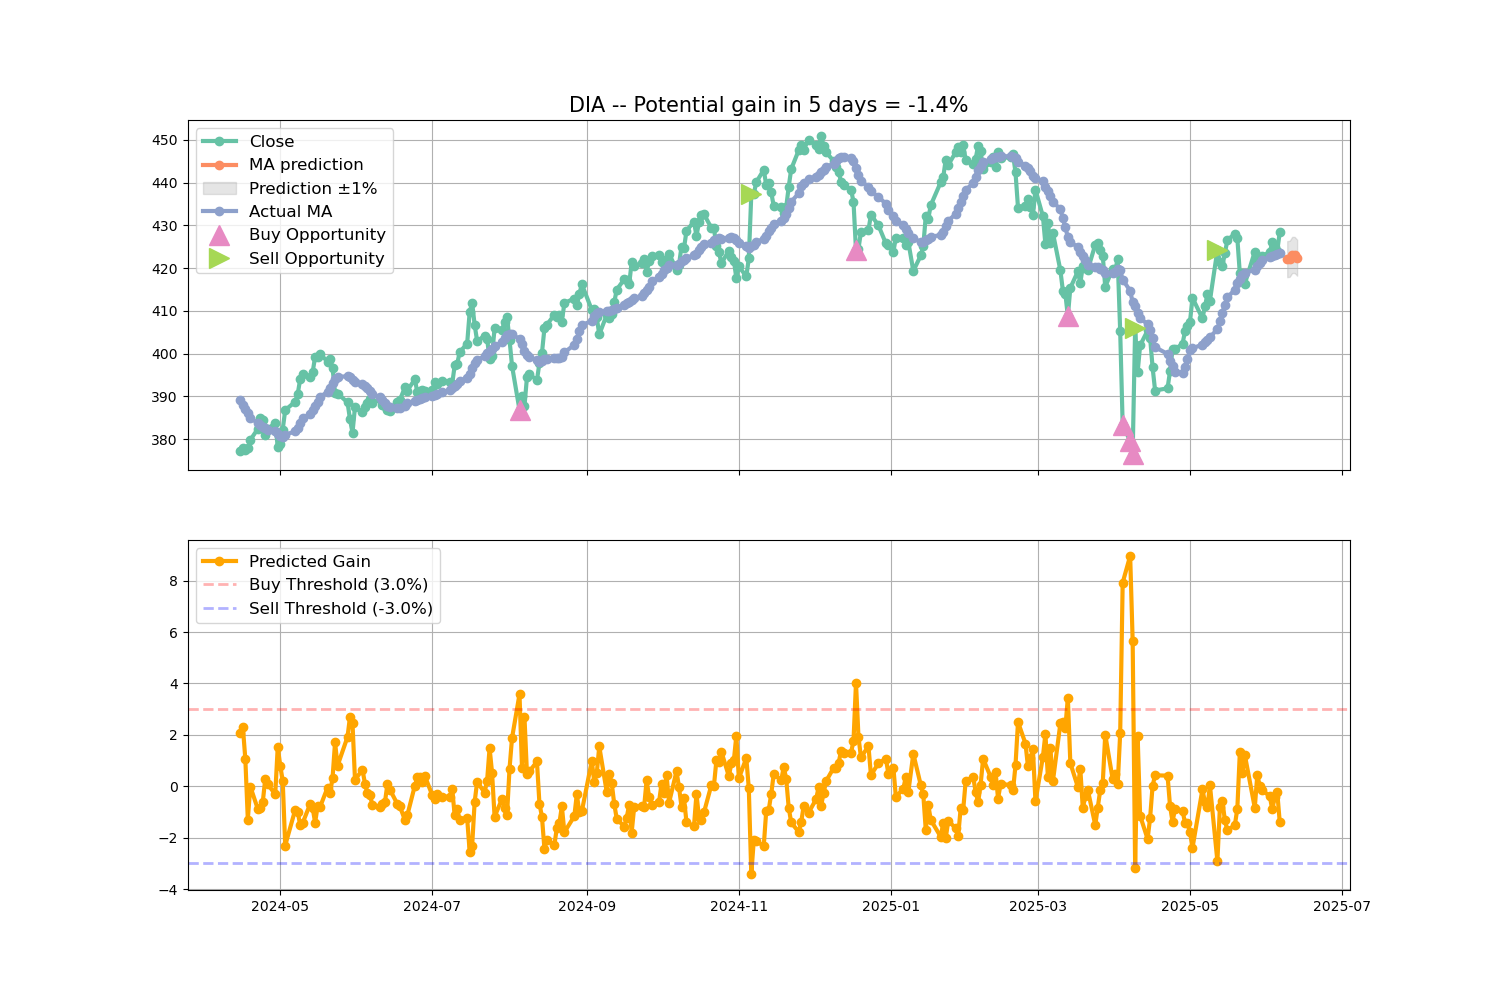 DIA -- Potential gain in 5 days = -1.4%
450
440
430
420
410
400
390
380
Close
MA prediction
Prediction ±1%
Actual MA
Buy Opportunity
Sell Opportunity
8
6
4
2
0
−2
−4
Predicted Gain
Buy Threshold (3.0%)
Sell Threshold (-3.0%)
2024-05
2024-07
2024-09
2024-11
2025-01
2025-03
2025-05
2025-07